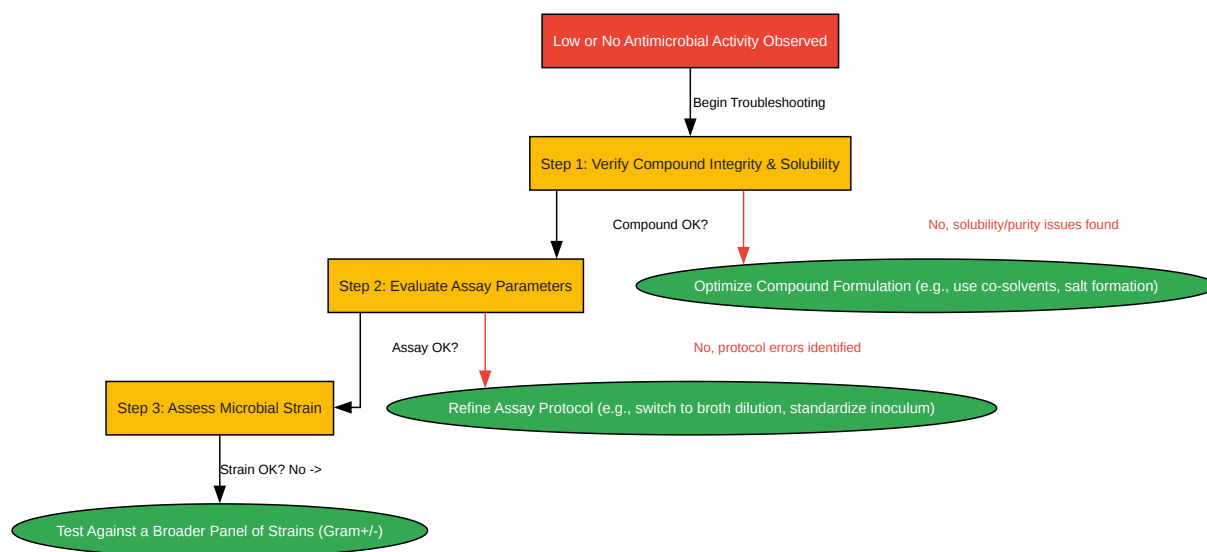 Low or No Antimicrobial Activity Observed
Begin Troubleshooting
Step 1: Verify Compound Integrity & Solubility
Compound OK?
No, solubility/purity issues found
Step 2: Evaluate Assay Parameters
Optimize Compound Formulation (e.g., use co-solvents, salt formation)
Assay OK?
No, protocol errors identified
Step 3: Assess Microbial Strain
Refine Assay Protocol (e.g., switch to broth dilution, standardize inoculum)
Strain OK? No ->
Test Against a Broader Panel of Strains (Gram+/-)